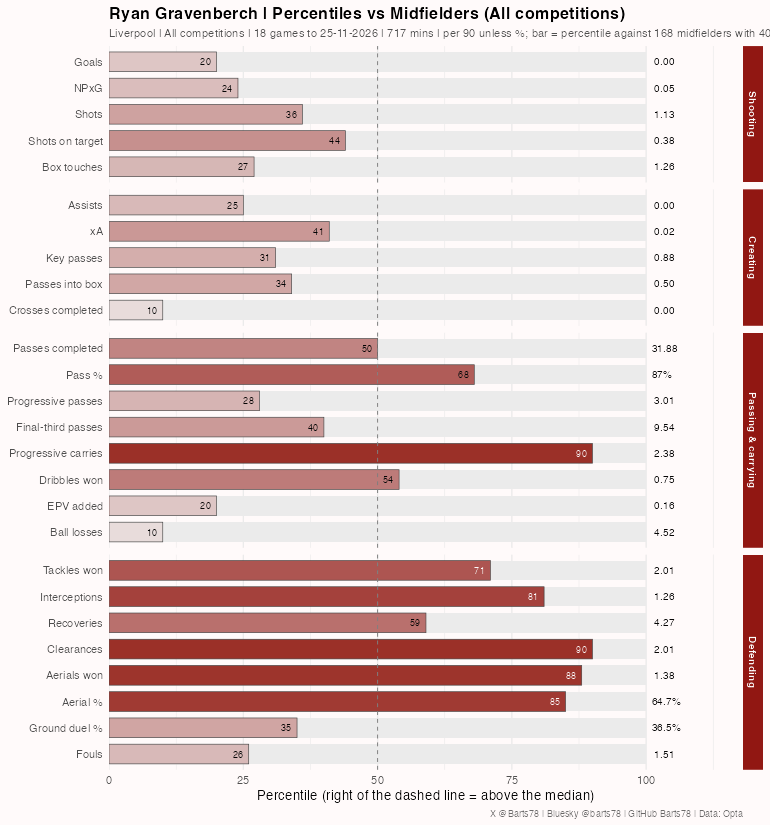 Ryan Gravenberch | Percentiles vs Midfielders (All competitions)
Liverpool | All competitions | 18 games to 25-11-2026 | 717 mins | per 90 unless %; bar = percentile against 168 midfielders with 40
Goals 20 0.00
NPxG 24 0.05
Shots 36 1.13
Shots on target 44 0.38
Box touches 27 1.26
Shooting
Assists 25 0.00
xA 41 0.02
Key passes 31 0.88
Passes into box 34 0.50
Crosses completed 10 0.00
Creating
Passes completed 50 31.88
Pass % 68 87%
Progressive passes 28 3.01
Final-third passes 40 9.54
Progressive carries 90 2.38
Dribbles won 54 0.75
EPV added 20 0.16
Ball losses 10 4.52
Passing & carrying
Tackles won 71 2.01
Interceptions 81 1.26
Recoveries 59 4.27
Clearances 90 2.01
Aerials won 88 1.38
Aerial % 85 64.7%
Ground duel % 35 36.5%
Fouls 26 1.51
Defending
0 25 50 75 100
Percentile (right of the dashed line = above the median)
X @Barts78 | Bluesky @barts78 | GitHub Barts78 | Data: Opta